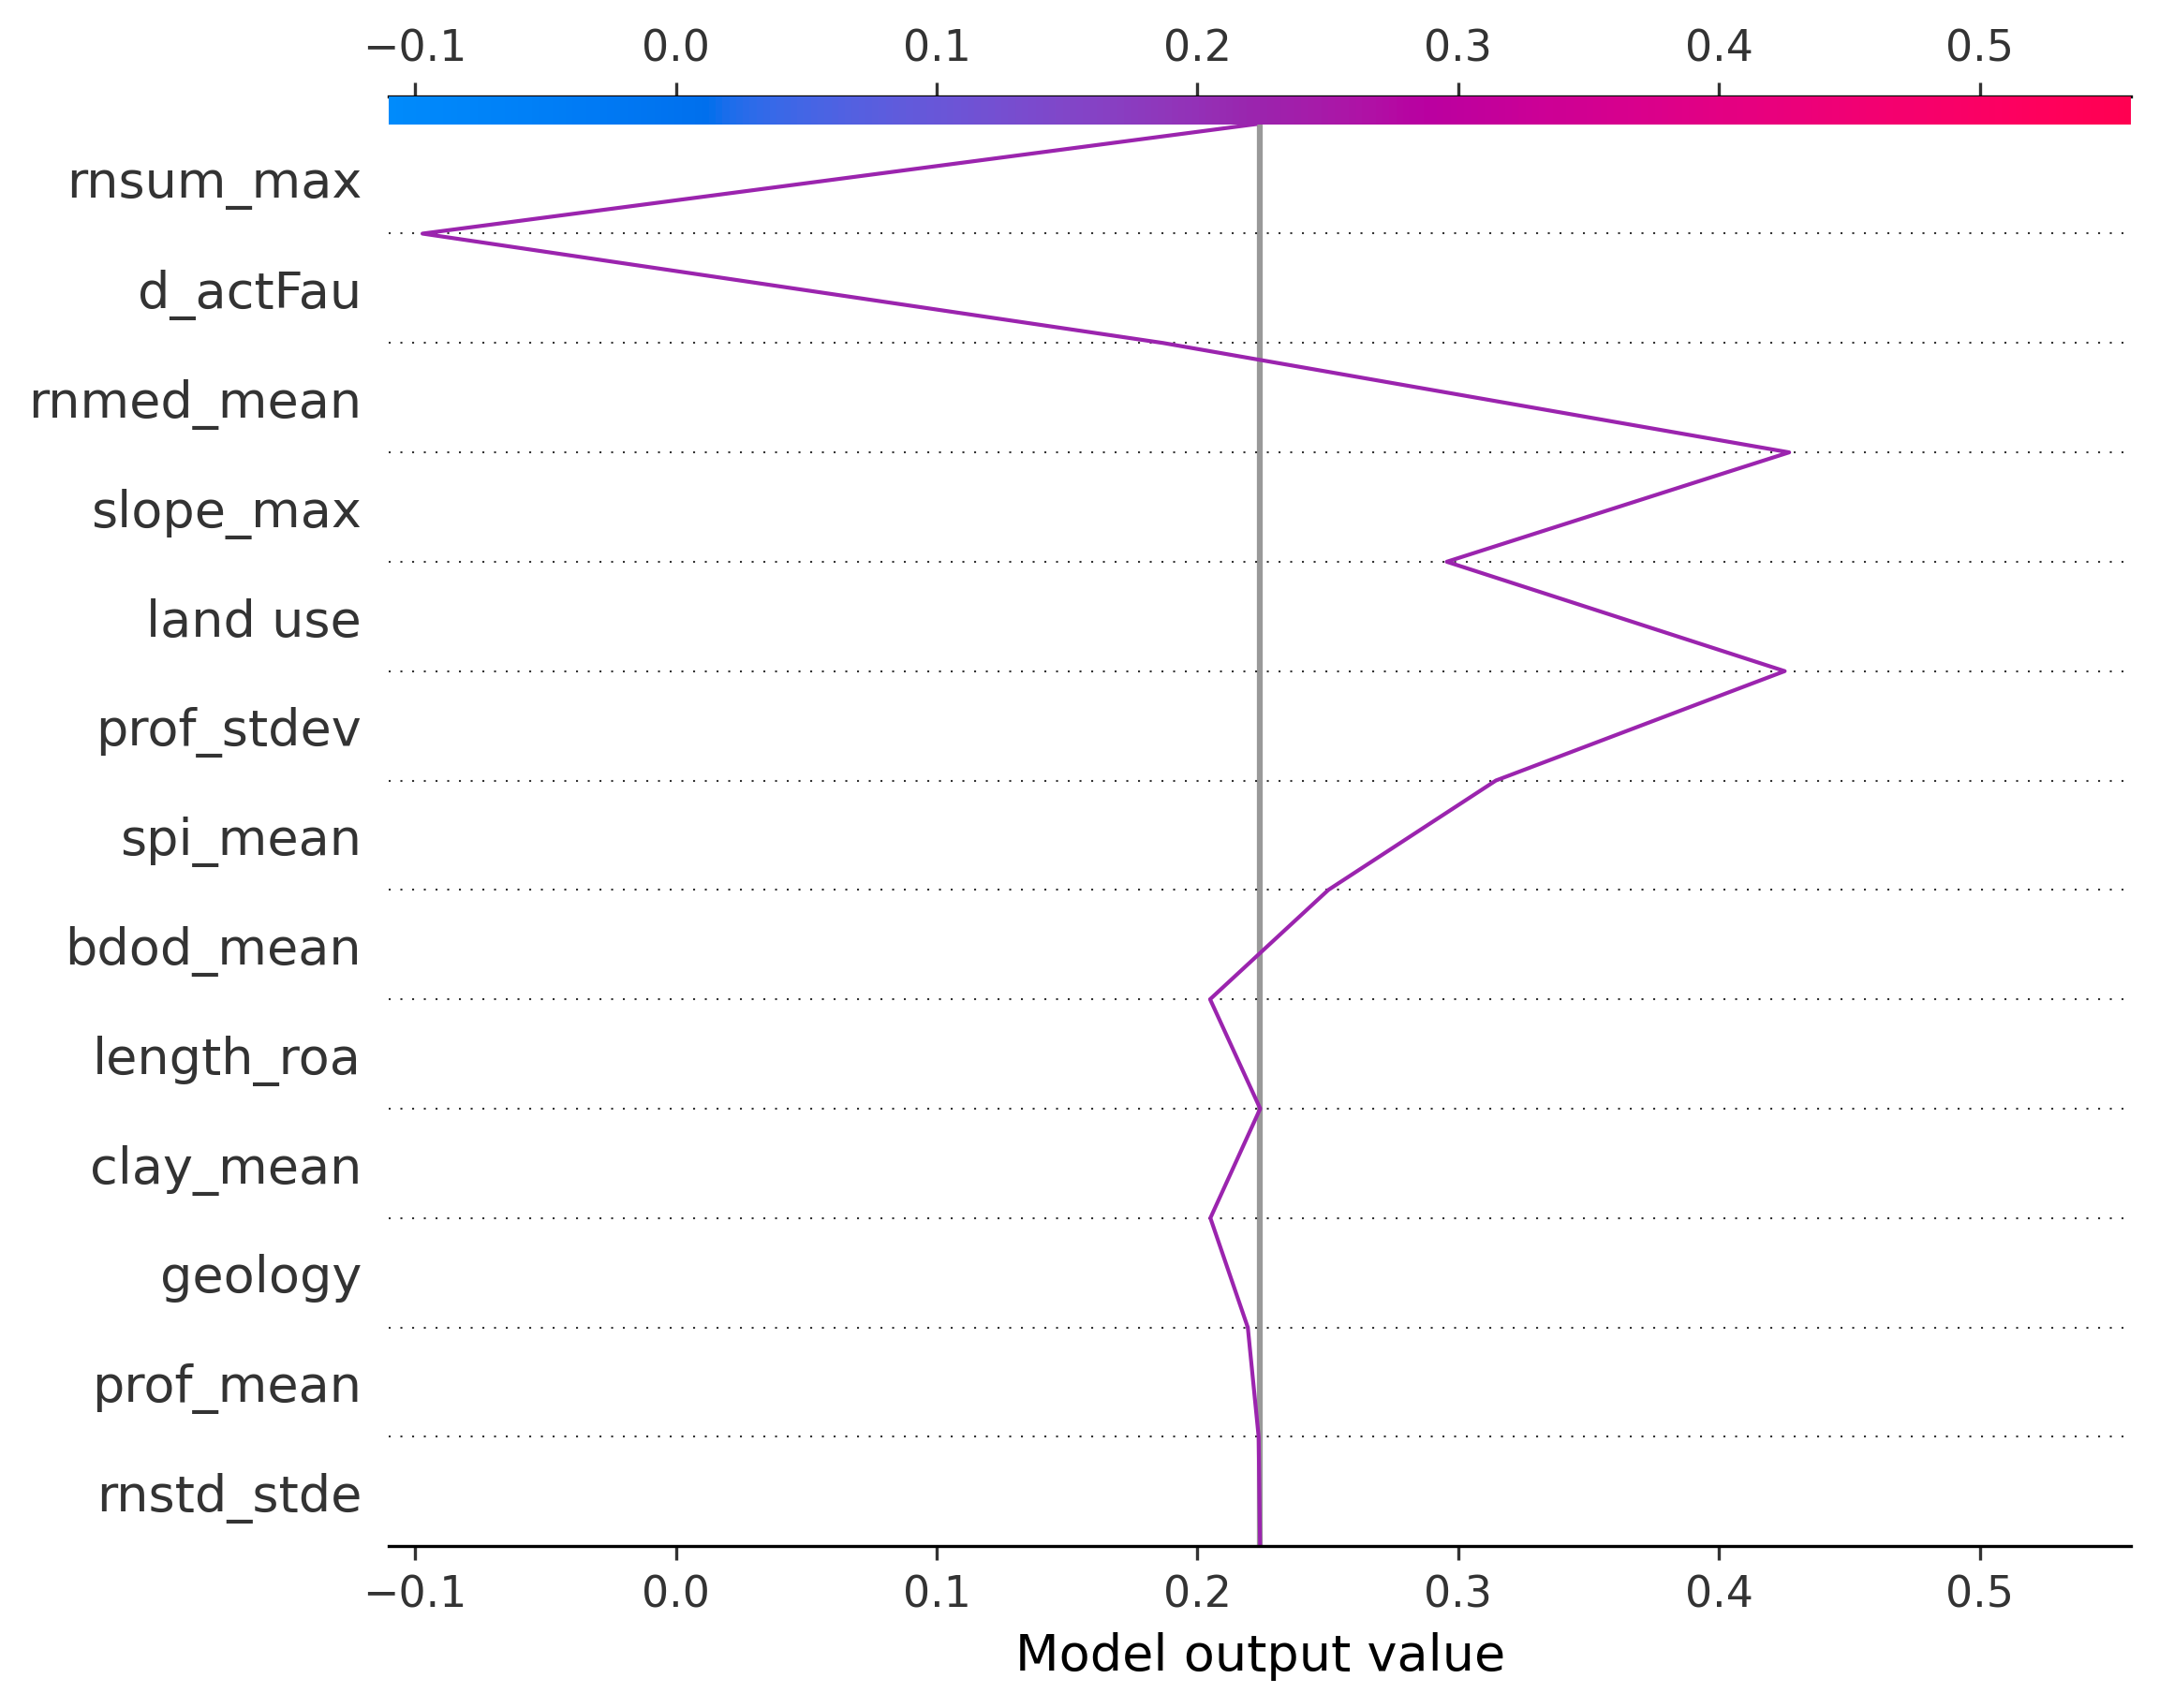 −0.1 0.0 0.1 0.2 0.3 0.4 0.5
rnsum_max
d_actFau
rnmed_mean
slope_max
land use
prof_stdev
spi_mean
bdod_mean
length_roa
clay_mean
geology
prof_mean
rnstd_stde
−0.1 0.0 0.1 0.2 0.3 0.4 0.5
Model output value